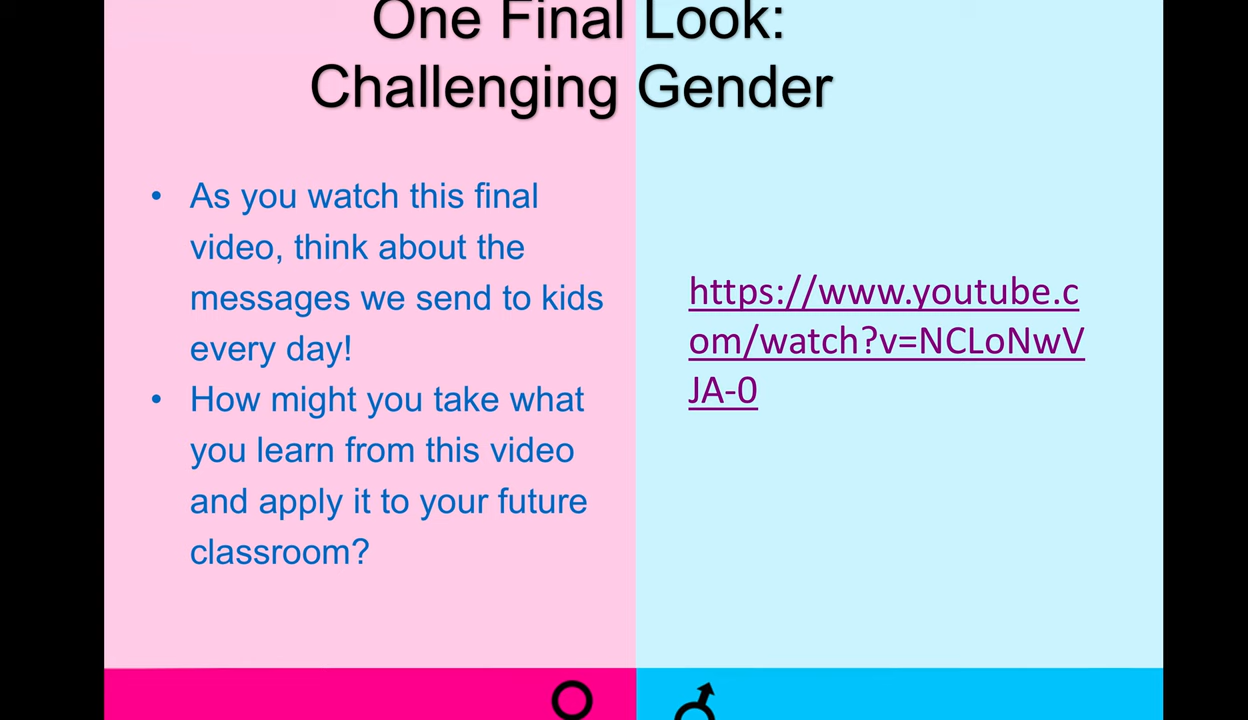 One Final Look:
Challenging Gender
• As you watch this final
video, think about the
messages we send to kids
every day!
• How might you take what
you learn from this video
and apply it to your future
classroom?
https://www.youtube.c
om/watch?v=NCLoNwV
JA-0